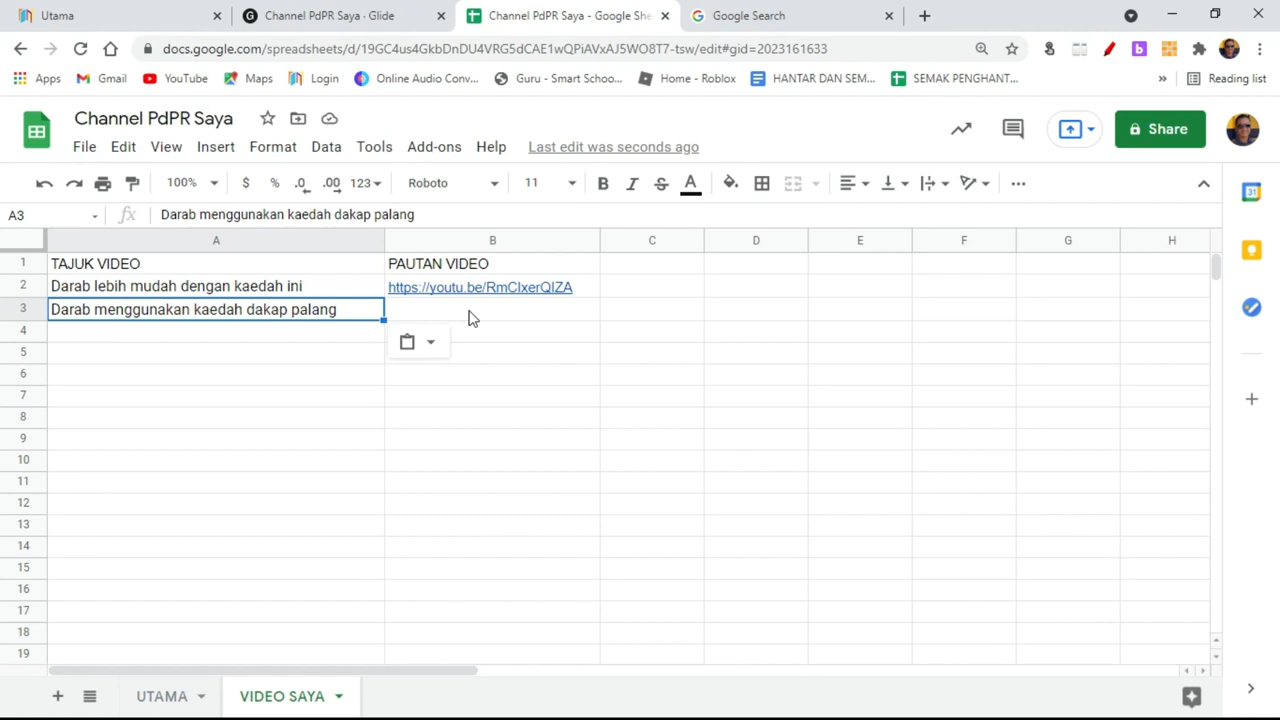 Utama
Channel PdPR Saya · Glide
Channel PdPR Saya - Google She
Google Search
docs.google.com/spreadsheets/d/19GC4us4GkbDnDU4VRG5dCAE1wQPiAVxAJ5WO8T7-tsw/edit#gid=2023161633
Apps
Gmail
YouTube
Maps
Login
Online Audio Conv...
Guru - Smart Schoo...
Home - Roblox
HANTAR DAN SEM...
SEMAK PENGHANT...
»
Reading list
Channel PdPR Saya
Share
File Edit View Insert Format Data Tools Add-ons Help Last edit was seconds ago
100% $ % .0 .00 123 Roboto 11 B I S A
A3 fx Darab menggunakan kaedah dakap palang
A B C D E F G H
1 TAJUK VIDEO PAUTAN VIDEO
2 Darab lebih mudah dengan kaedah ini https://youtu.be/RmCIxerQIZA
3 Darab menggunakan kaedah dakap palang
4
5
6
7
8
9
10
11
12
13
14
15
16
17
18
19
UTAMA
VIDEO SAYA
31